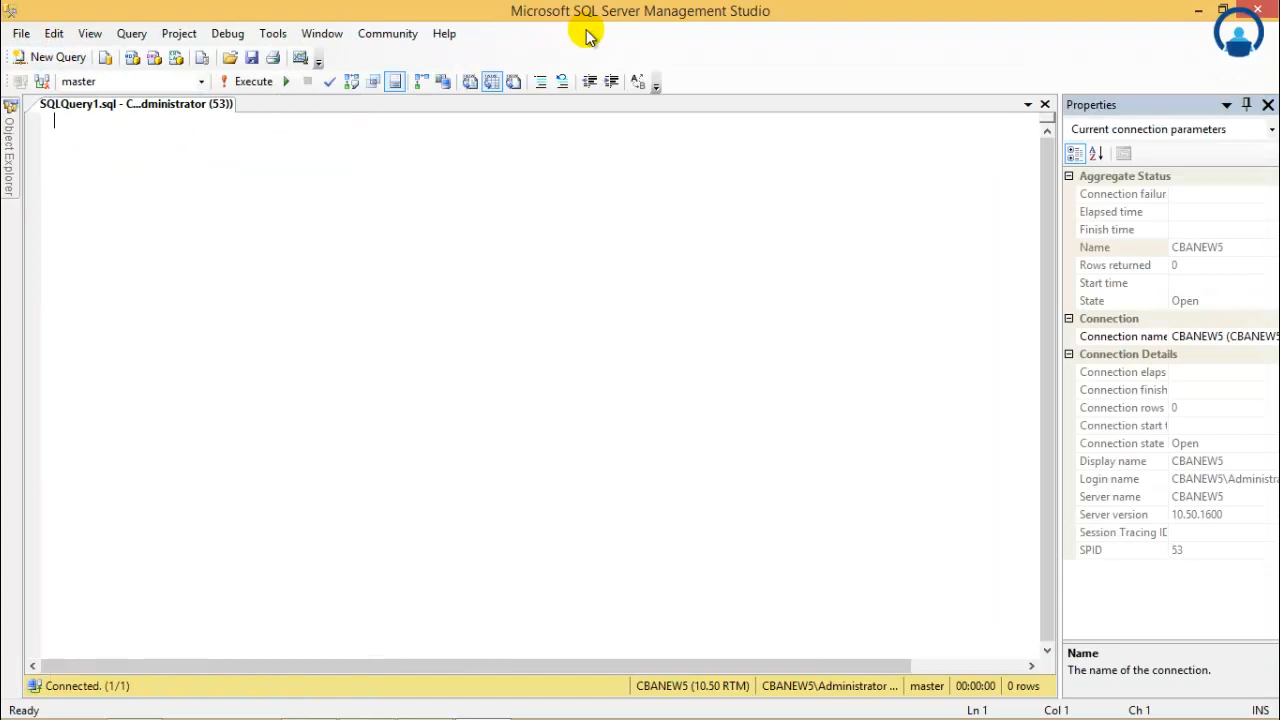 Microsoft SQL Server Management Studio
File Edit View Query Project Debug Tools Window Community Help
New Query
master Execute
SQLQuery1.sql - C...dministrator (53))
Object Explorer
Properties
Current connection parameters
Aggregate Status
Connection failur
Elapsed time
Finish time
Name CBANEW5
Rows returned 0
Start time
State Open
Connection
Connection name CBANEW5 (CBANEW5
Connection Details
Connection elaps
Connection finish
Connection rows 0
Connection start t
Connection state Open
Display name CBANEW5
Login name CBANEW5\Administra
Server name CBANEW5
Server version 10.50.1600
Session Tracing ID
SPID 53
Name
The name of the connection.
Connected. (1/1) CBANEW5 (10.50 RTM) CBANEW5\Administrator ... master 00:00:00 0 rows
Ready Ln 1 Col 1 Ch 1 INS